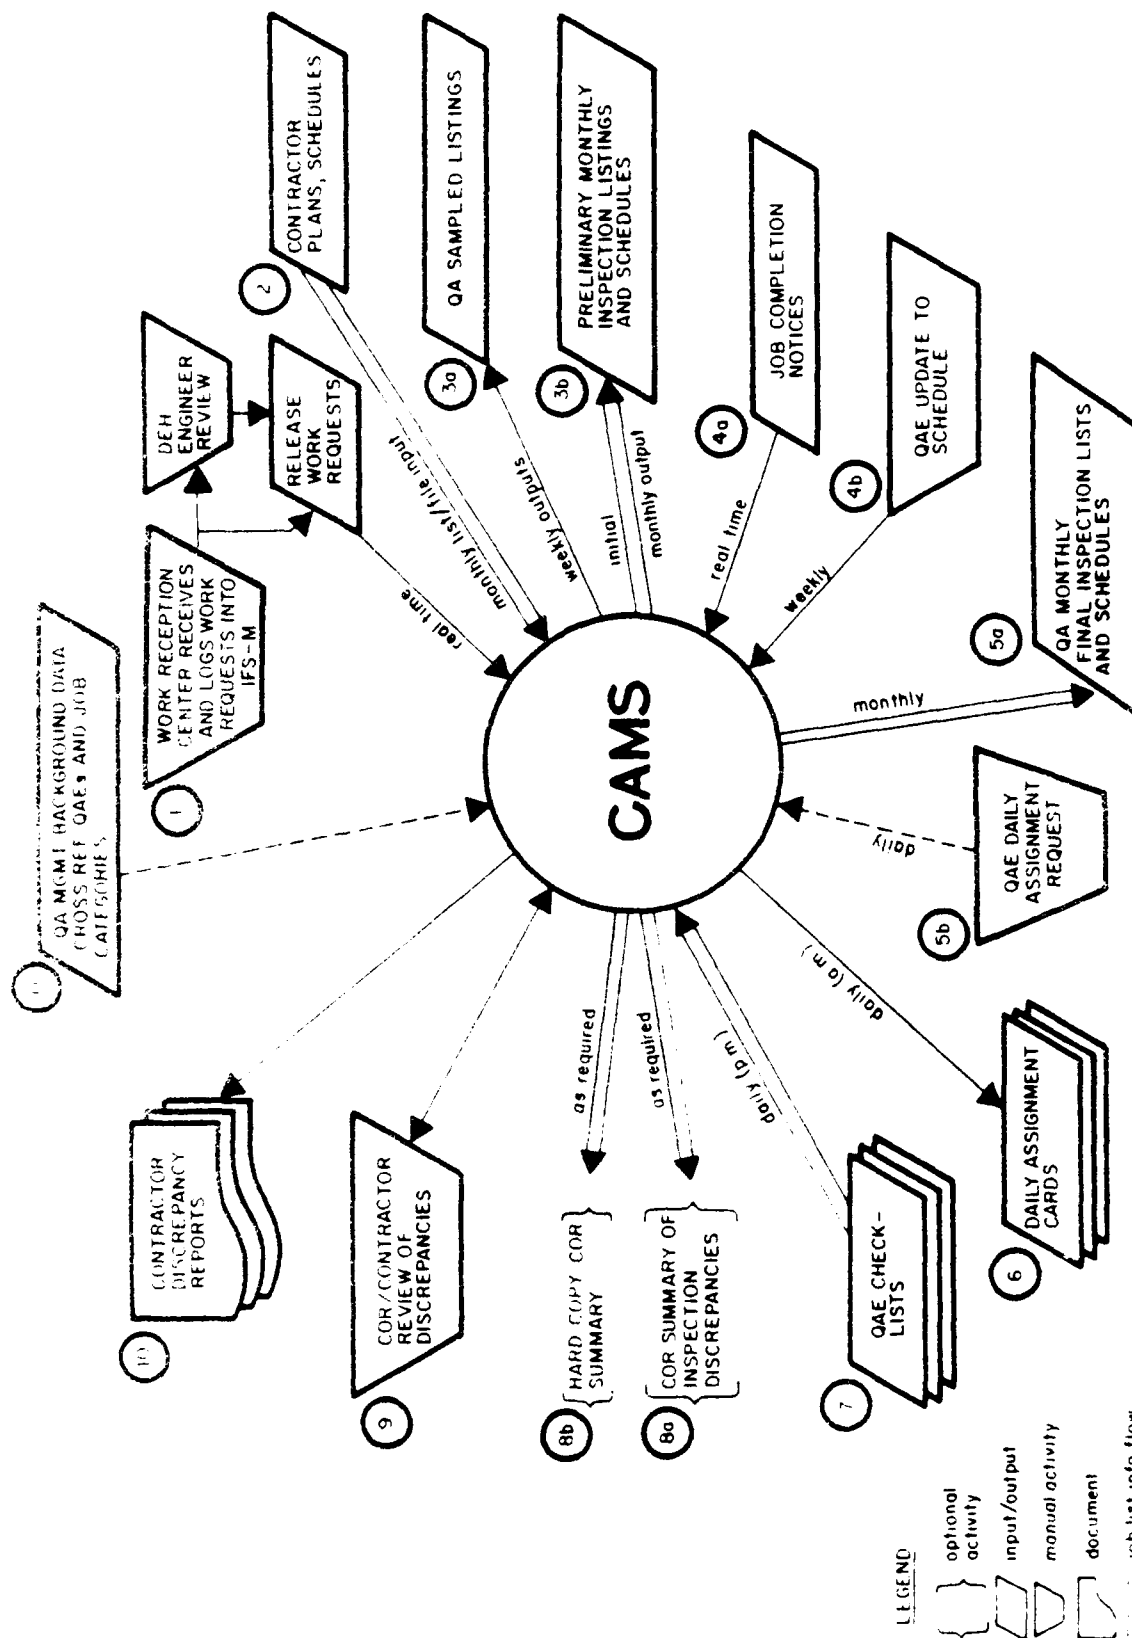 QA MGMT BACKGROUND DATA
CROSS REF QAEs AND JOB
CATEGORIES
1
WORK RECEPTION
CENTER RECEIVES
AND LOGS WORK
REQUESTS INTO
IFS-M
DEH
ENGINEER
REVIEW
RELEASE
WORK
REQUESTS
real time
2
CONTRACTOR
PLANS, SCHEDULES
monthly list/file input
3a
QA SAMPLED LISTINGS
weekly outputs
3b
PRELIMINARY MONTHLY
INSPECTION LISTINGS
AND SCHEDULES
initial
monthly output
4a
JOB COMPLETION
NOTICES
real time
4b
QAE UPDATE TO
SCHEDULE
weekly
5a
QA MONTHLY
FINAL INSPECTION LISTS
AND SCHEDULES
monthly
CAMS
5b
QAE DAILY
ASSIGNMENT
REQUEST
daily
6
DAILY ASSIGNMENT
CARDS
daily (a m)
7
QAE CHECK-
LISTS
daily (p m)
8a
COR SUMMARY OF
INSPECTION
DISCREPANCIES
as required
8b
HARD COPY COR
SUMMARY
as required
9
COR/CONTRACTOR
REVIEW OF
DISCREPANCIES
10
CONTRACTOR
DISCREPANCY
REPORTS
LEGEND
optional
activity
input/output
manual activity
document
job list info flow